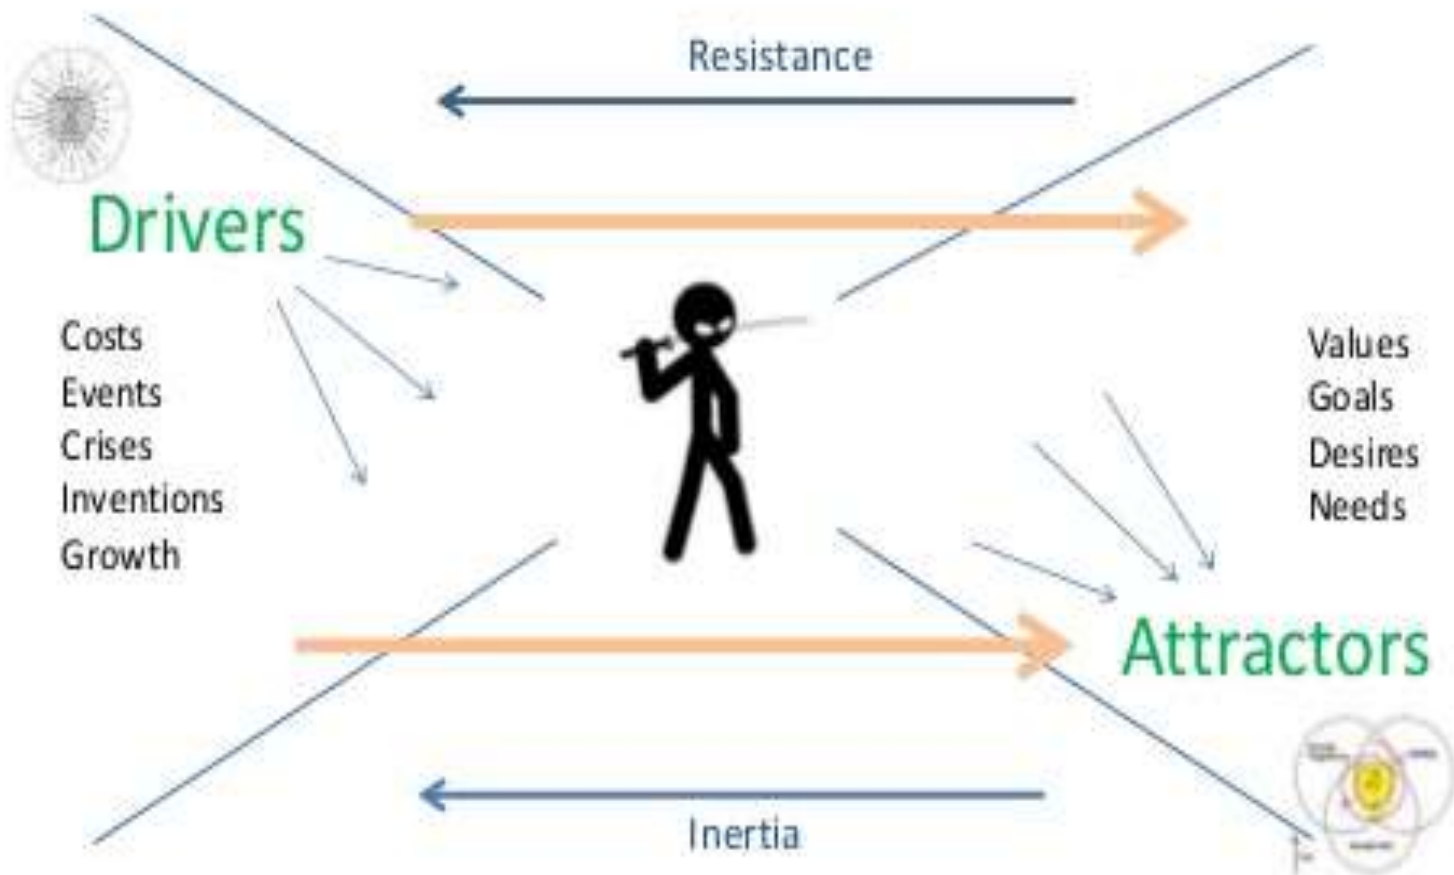 Resistance
Drivers
Costs
Events
Crises
Inventions
Growth
Values
Goals
Desires
Needs
Attractors
Inertia